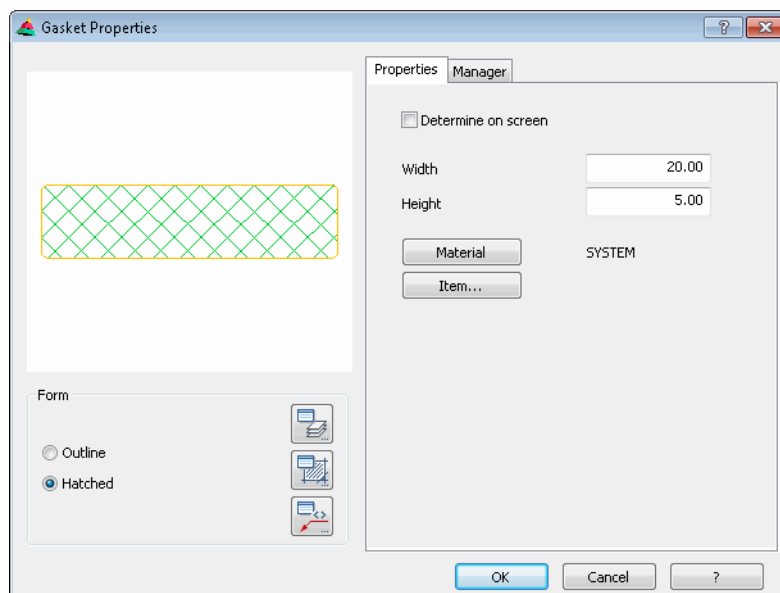 Gasket Properties
?
Properties
Manager
Determine on screen
Width
20.00
Height
5.00
Material
SYSTEM
Item...
Form
Outline
Hatched
...
...
<>
...
OK
Cancel
?